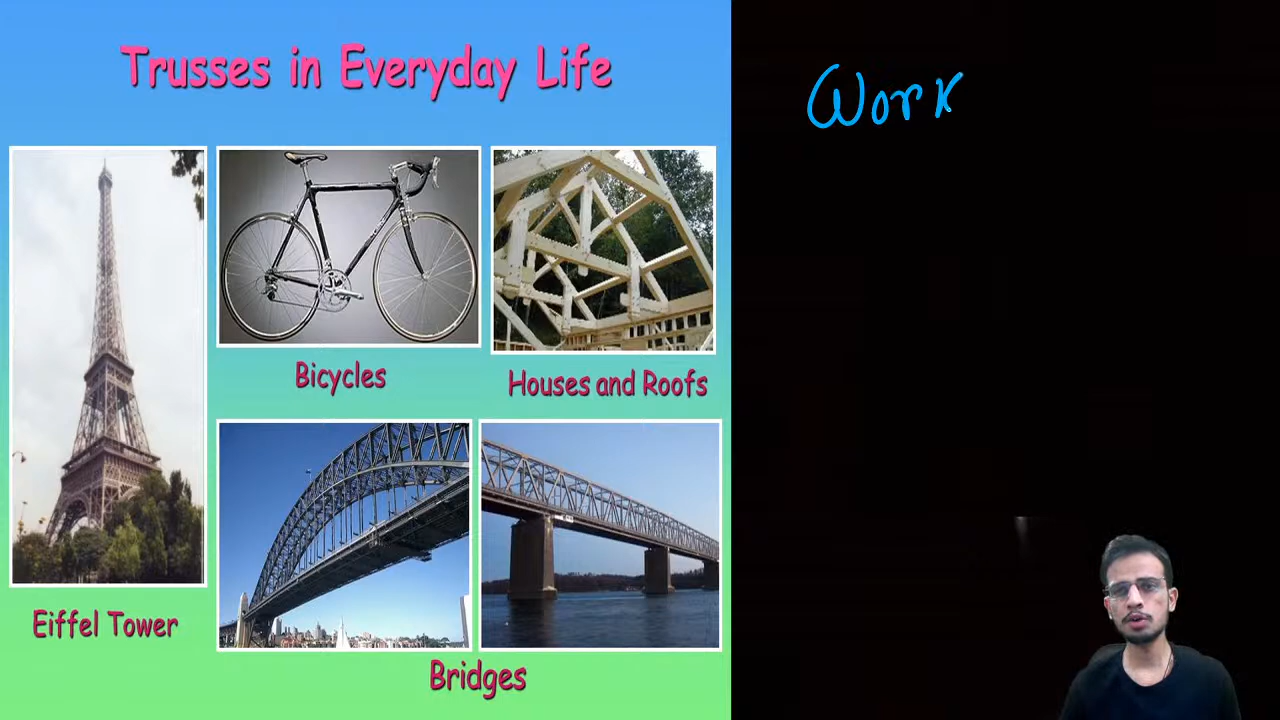 Trusses in Everyday Life
Work
Bicycles
Houses and Roofs
Eiffel Tower
Bridges